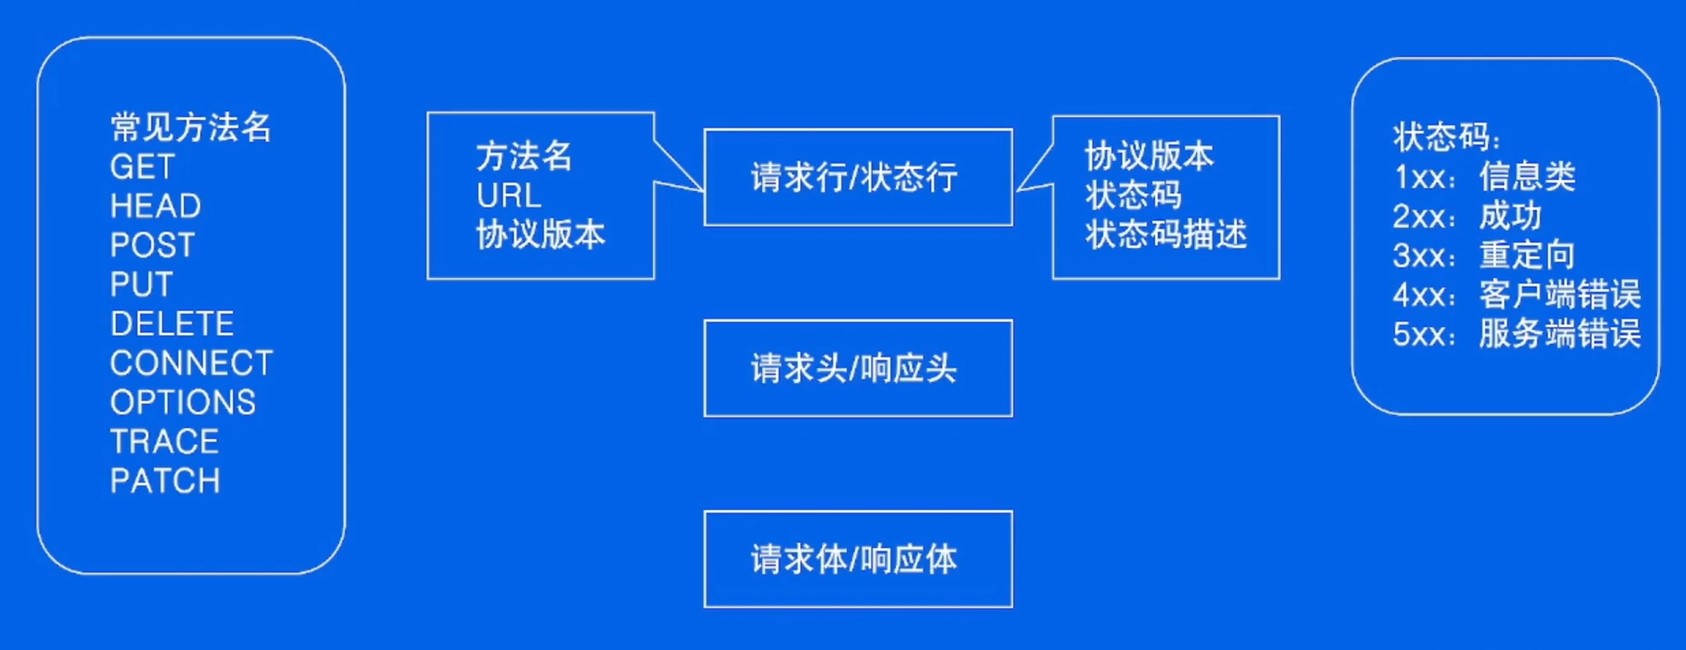 常见方法名
GET
HEAD
POST
PUT
DELETE
CONNECT
OPTIONS
TRACE
PATCH
方法名
URL
协议版本
请求行/状态行
协议版本
状态码
状态码描述
请求头/响应头
请求体/响应体
状态码：
1xx：信息类
2xx：成功
3xx：重定向
4xx：客户端错误
5xx：服务端错误